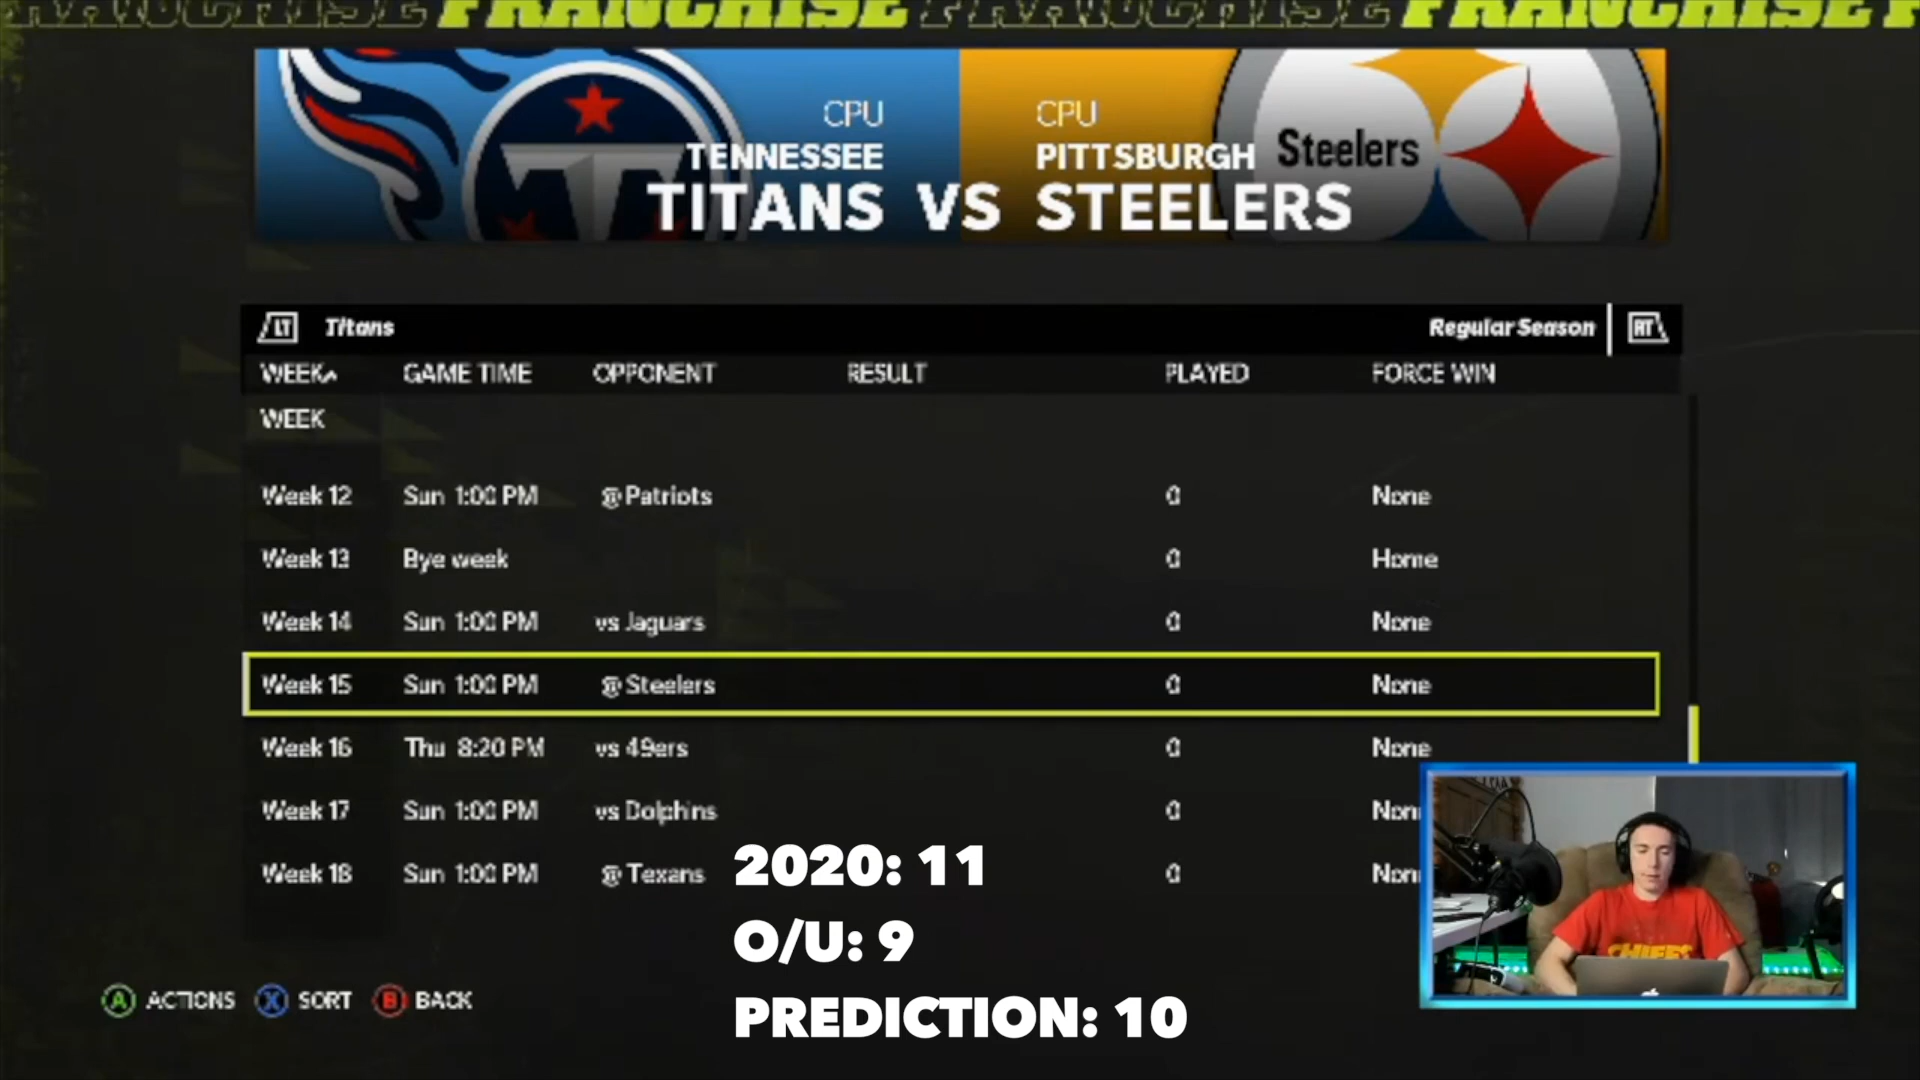 FRANCHISE FRANCHISE FRANCHISE FRANCHISE F
CPU
TENNESSEE
TITANS VS STEELERS
CPU
PITTSBURGH
Steelers
LT Titans Regular Season RT
WEEK GAME TIME OPPONENT RESULT PLAYED FORCE WIN
WEEK
Week 12 Sun 1:00 PM @ Patriots 0 None
Week 13 Bye week 0 Home
Week 14 Sun 1:00 PM vs Jaguars 0 None
Week 15 Sun 1:00 PM @ Steelers 0 None
Week 16 Thu 8:20 PM vs 49ers 0 None
Week 17 Sun 1:00 PM vs Dolphins 0 Non
Week 18 Sun 1:00 PM @ Texans 0 Non
2020: 11
O/U: 9
PREDICTION: 10
A ACTIONS X SORT B BACK
CHIEFS